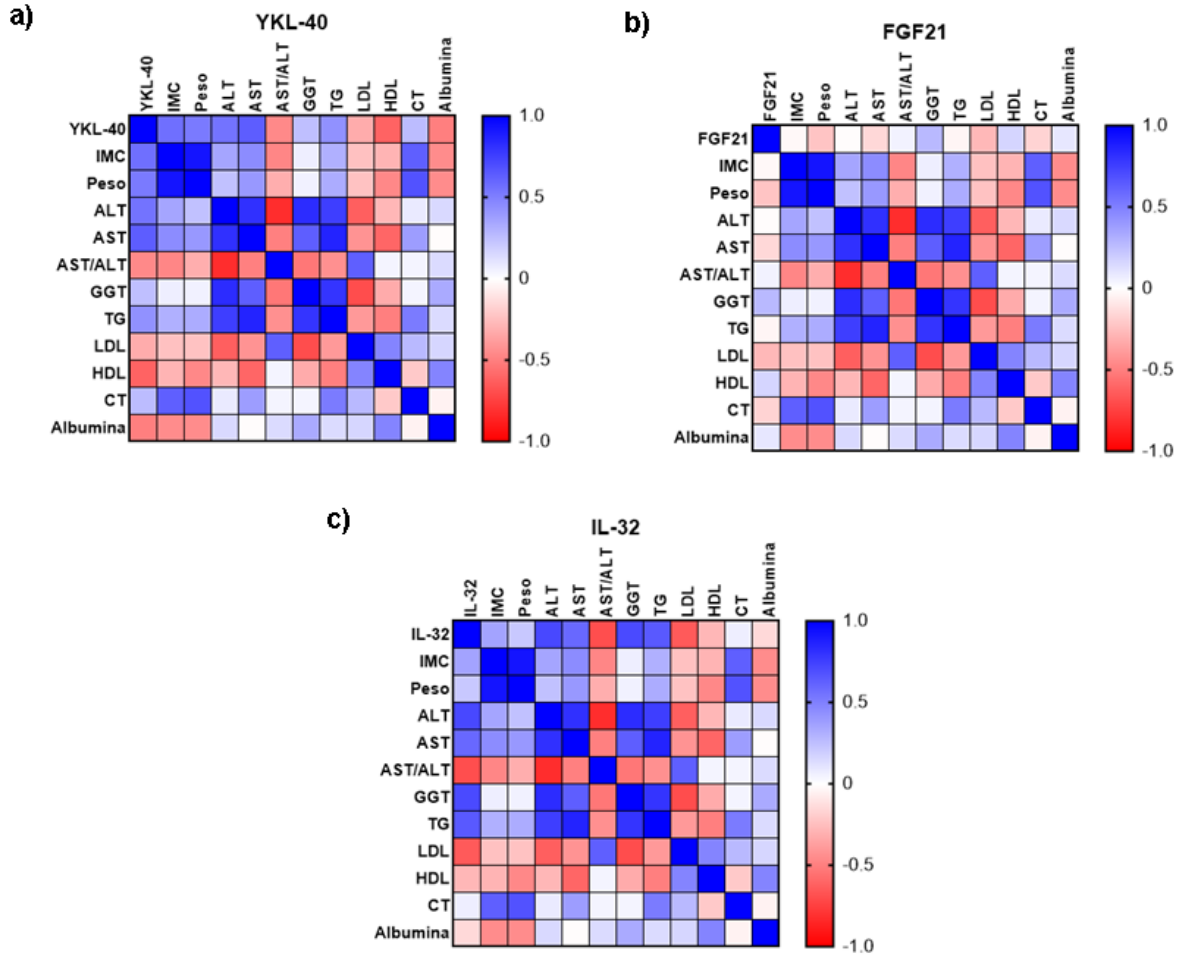 a)
YKL-40
YKL-40 IMC Peso ALT AST AST/ALT GGT TG LDL HDL CT Albumina
YKL-40
IMC
Peso
ALT
AST
AST/ALT
GGT
TG
LDL
HDL
CT
Albumina
1.0
0.5
0
-0.5
-1.0
b)
FGF21
FGF21 IMC Peso ALT AST AST/ALT GGT TG LDL HDL CT Albumina
FGF21
IMC
Peso
ALT
AST
AST/ALT
GGT
TG
LDL
HDL
CT
Albumina
1.0
0.5
0
-0.5
-1.0
c)
IL-32
IL-32 IMC Peso ALT AST AST/ALT GGT TG LDL HDL CT Albumina
IL-32
IMC
Peso
ALT
AST
AST/ALT
GGT
TG
LDL
HDL
CT
Albumina
1.0
0.5
0
-0.5
-1.0